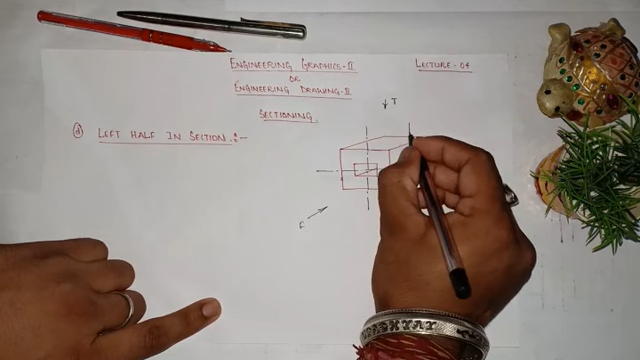 ENGINEERING GRAPHICS-II
LECTURE-04
OR
ENGINEERING DRAWING-II
SECTIONING
d) LEFT HALF IN SECTION :-
T
F